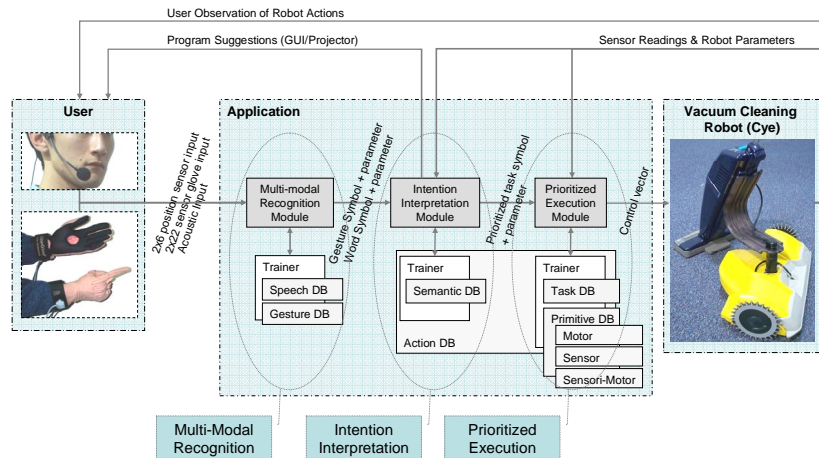 User Observation of Robot Actions
Program Suggestions (GUI/Projector)
Sensor Readings & Robot Parameters
User
Application
Vacuum Cleaning
Robot (Cye)
2x6 position sensor input
2x22 sensor glove input
Acoustic Input
Multi-modal
Recognition
Module
Gesture Symbol + parameter
Word Symbol + parameter
Intention
Interpretation
Module
Prioritized task symbol
+ parameter
Prioritized
Execution
Module
Control vector
Trainer
Speech DB
Gesture DB
Trainer
Semantic DB
Action DB
Trainer
Task DB
Primitive DB
Motor
Sensor
Sensori-Motor
Multi-Modal
Recognition
Intention
Interpretation
Prioritized
Execution